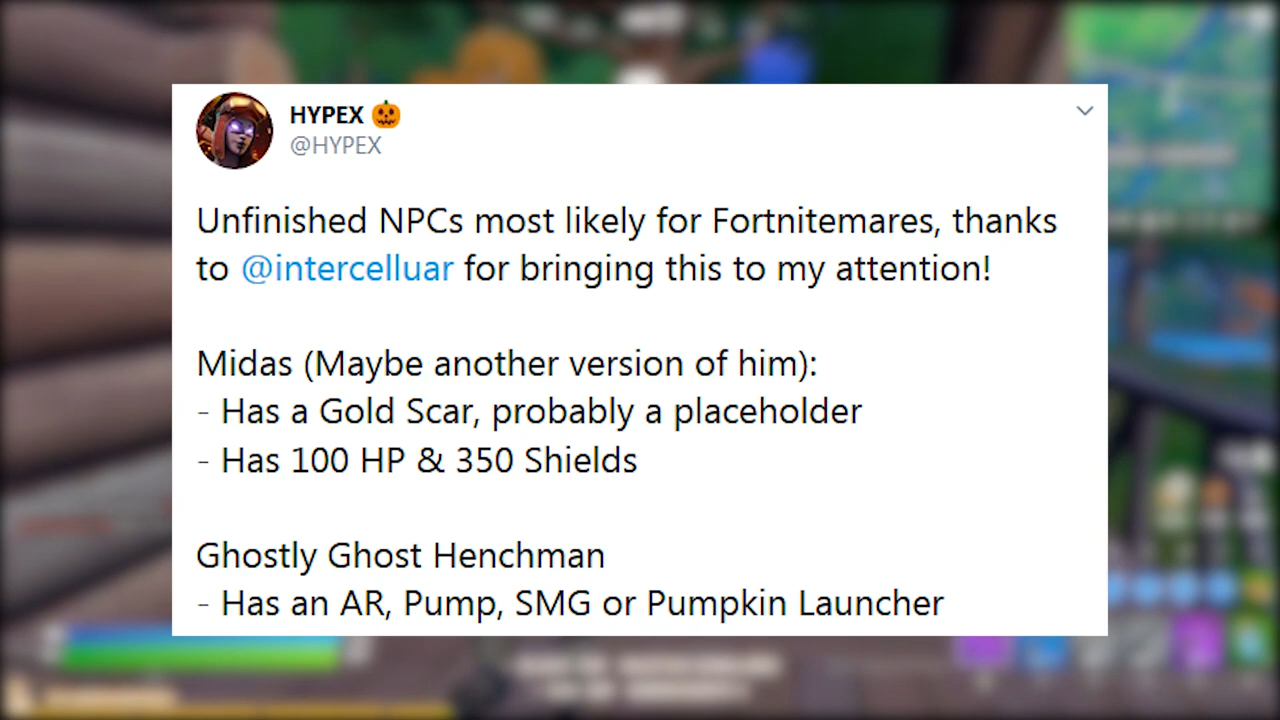 HYPEX 🎃
@HYPEX
Unfinished NPCs most likely for Fortnitemares, thanks
to @intercelluar for bringing this to my attention!
Midas (Maybe another version of him):
- Has a Gold Scar, probably a placeholder
- Has 100 HP & 350 Shields
Ghostly Ghost Henchman
- Has an AR, Pump, SMG or Pumpkin Launcher